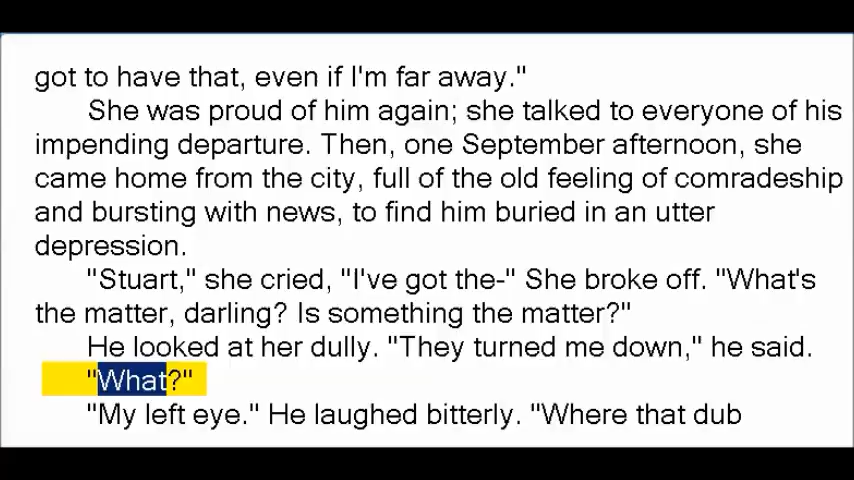 got to have that, even if I'm far away."
She was proud of him again; she talked to everyone of his
impending departure. Then, one September afternoon, she
came home from the city, full of the old feeling of comradeship
and bursting with news, to find him buried in an utter
depression.
"Stuart," she cried, "I've got the-" She broke off. "What's
the matter, darling? Is something the matter?"
He looked at her dully. "They turned me down," he said.
"What?"
"My left eye." He laughed bitterly. "Where that dub